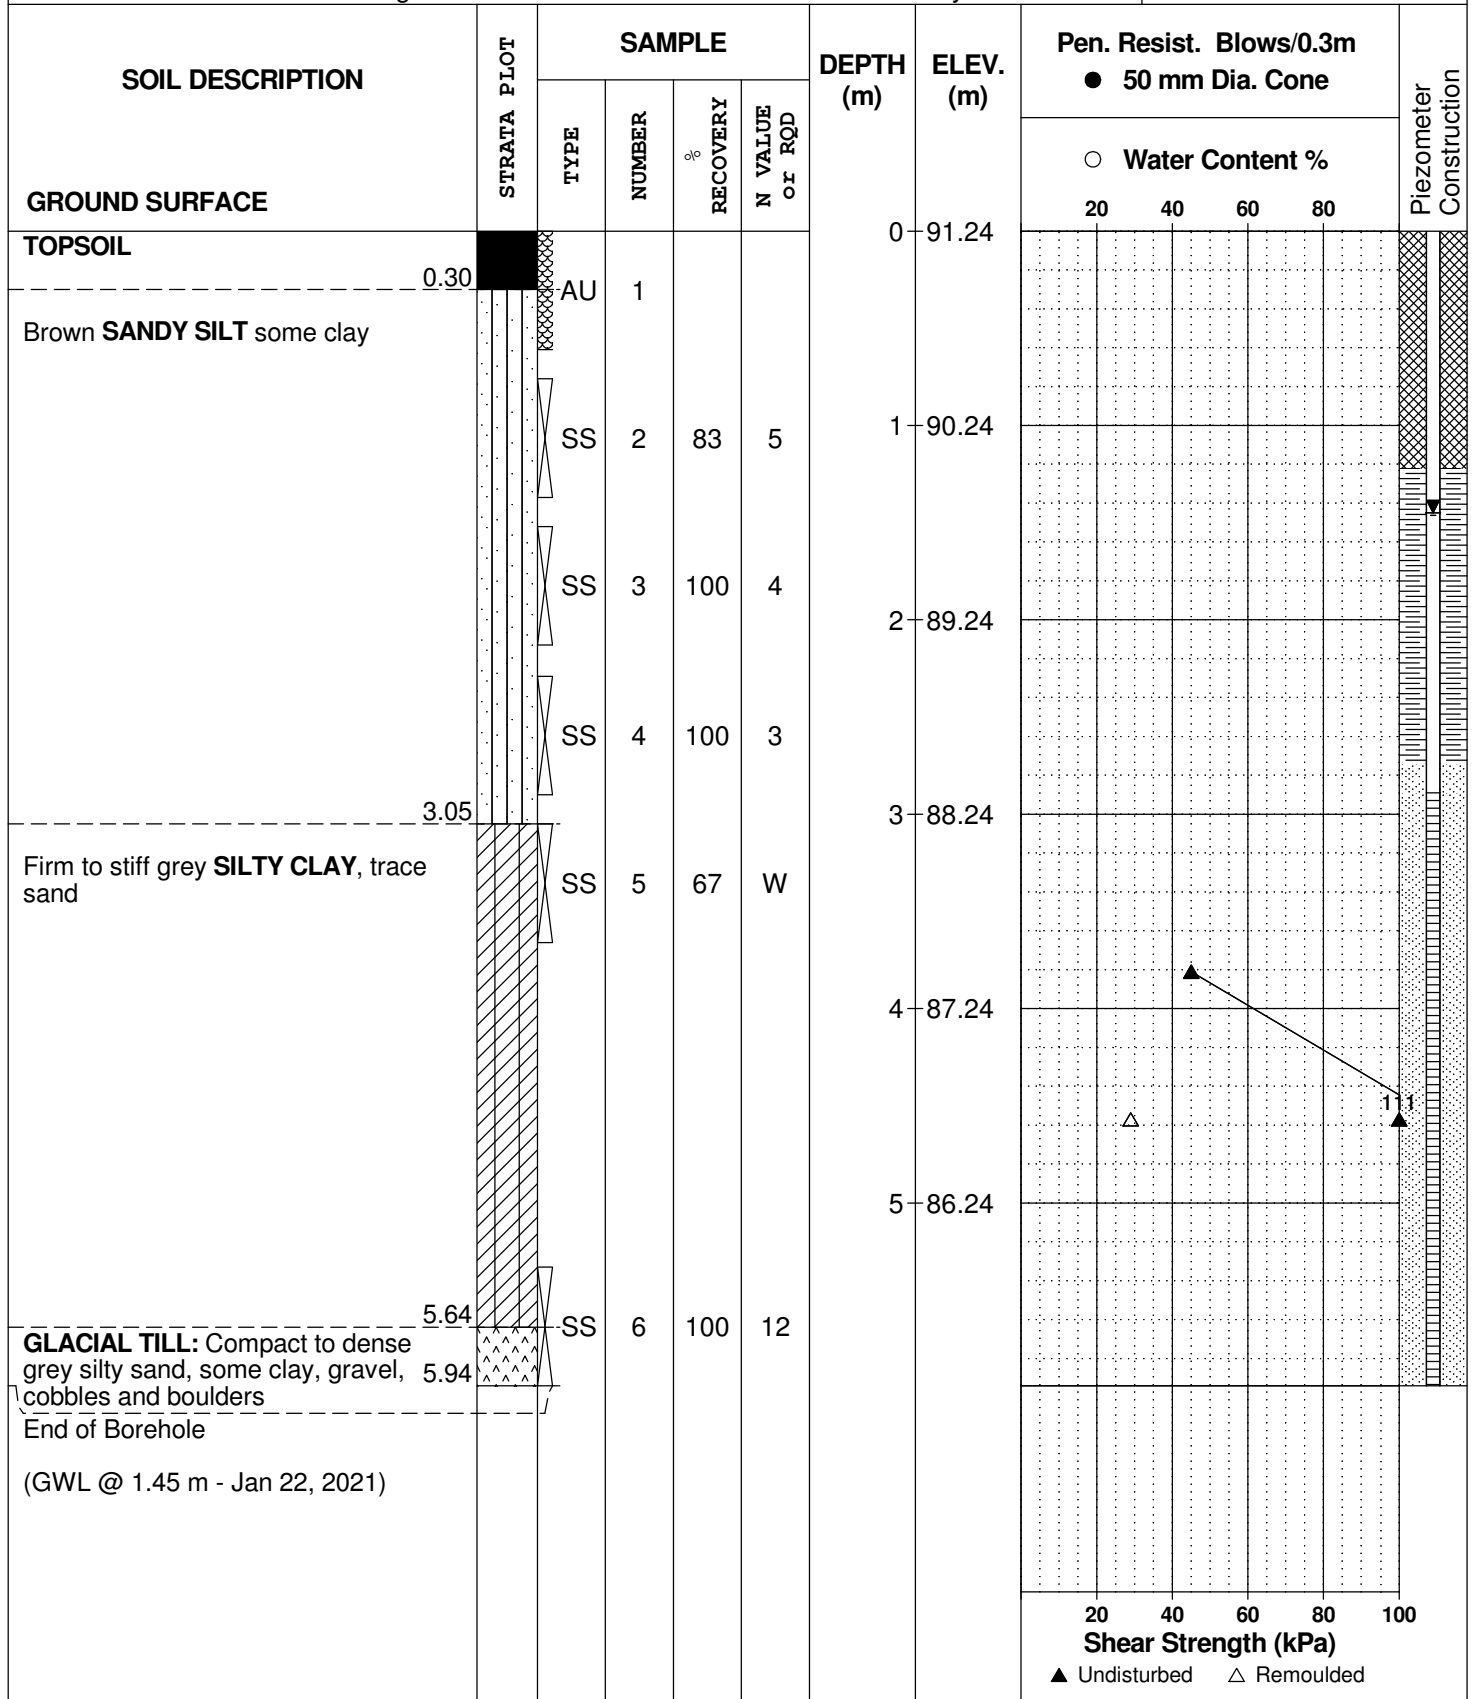 SOIL DESCRIPTION
GROUND SURFACE
STRATA PLOT
SAMPLE
TYPE
NUMBER
%
RECOVERY
N VALUE
or RQD
DEPTH
(m)
ELEV.
(m)
Pen. Resist. Blows/0.3m
● 50 mm Dia. Cone
○ Water Content %
20 40 60 80
Piezometer
Construction
TOPSOIL
0.30
Brown SANDY SILT some clay
3.05
Firm to stiff grey SILTY CLAY, trace
sand
5.64
GLACIAL TILL: Compact to dense
grey silty sand, some clay, gravel,
5.94
cobbles and boulders
End of Borehole
(GWL @ 1.45 m - Jan 22, 2021)
AU 1
SS 2 83 5
SS 3 100 4
SS 4 100 3
SS 5 67 W
SS 6 100 12
0 91.24
1 90.24
2 89.24
3 88.24
4 87.24
5 86.24
111
20 40 60 80 100
Shear Strength (kPa)
▲ Undisturbed △ Remoulded